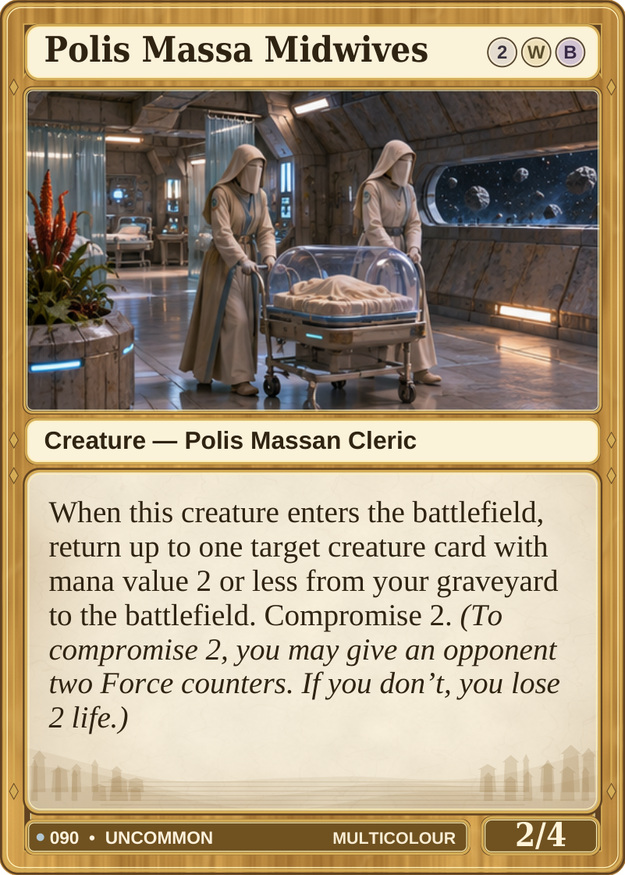 Polis Massa Midwives 2 W B
Creature — Polis Massan Cleric
When this creature enters the battlefield,
return up to one target creature card with
mana value 2 or less from your graveyard
to the battlefield. Compromise 2. (To
compromise 2, you may give an opponent
two Force counters. If you don’t, you lose
2 life.)
090 • UNCOMMON MULTICOLOUR 2/4